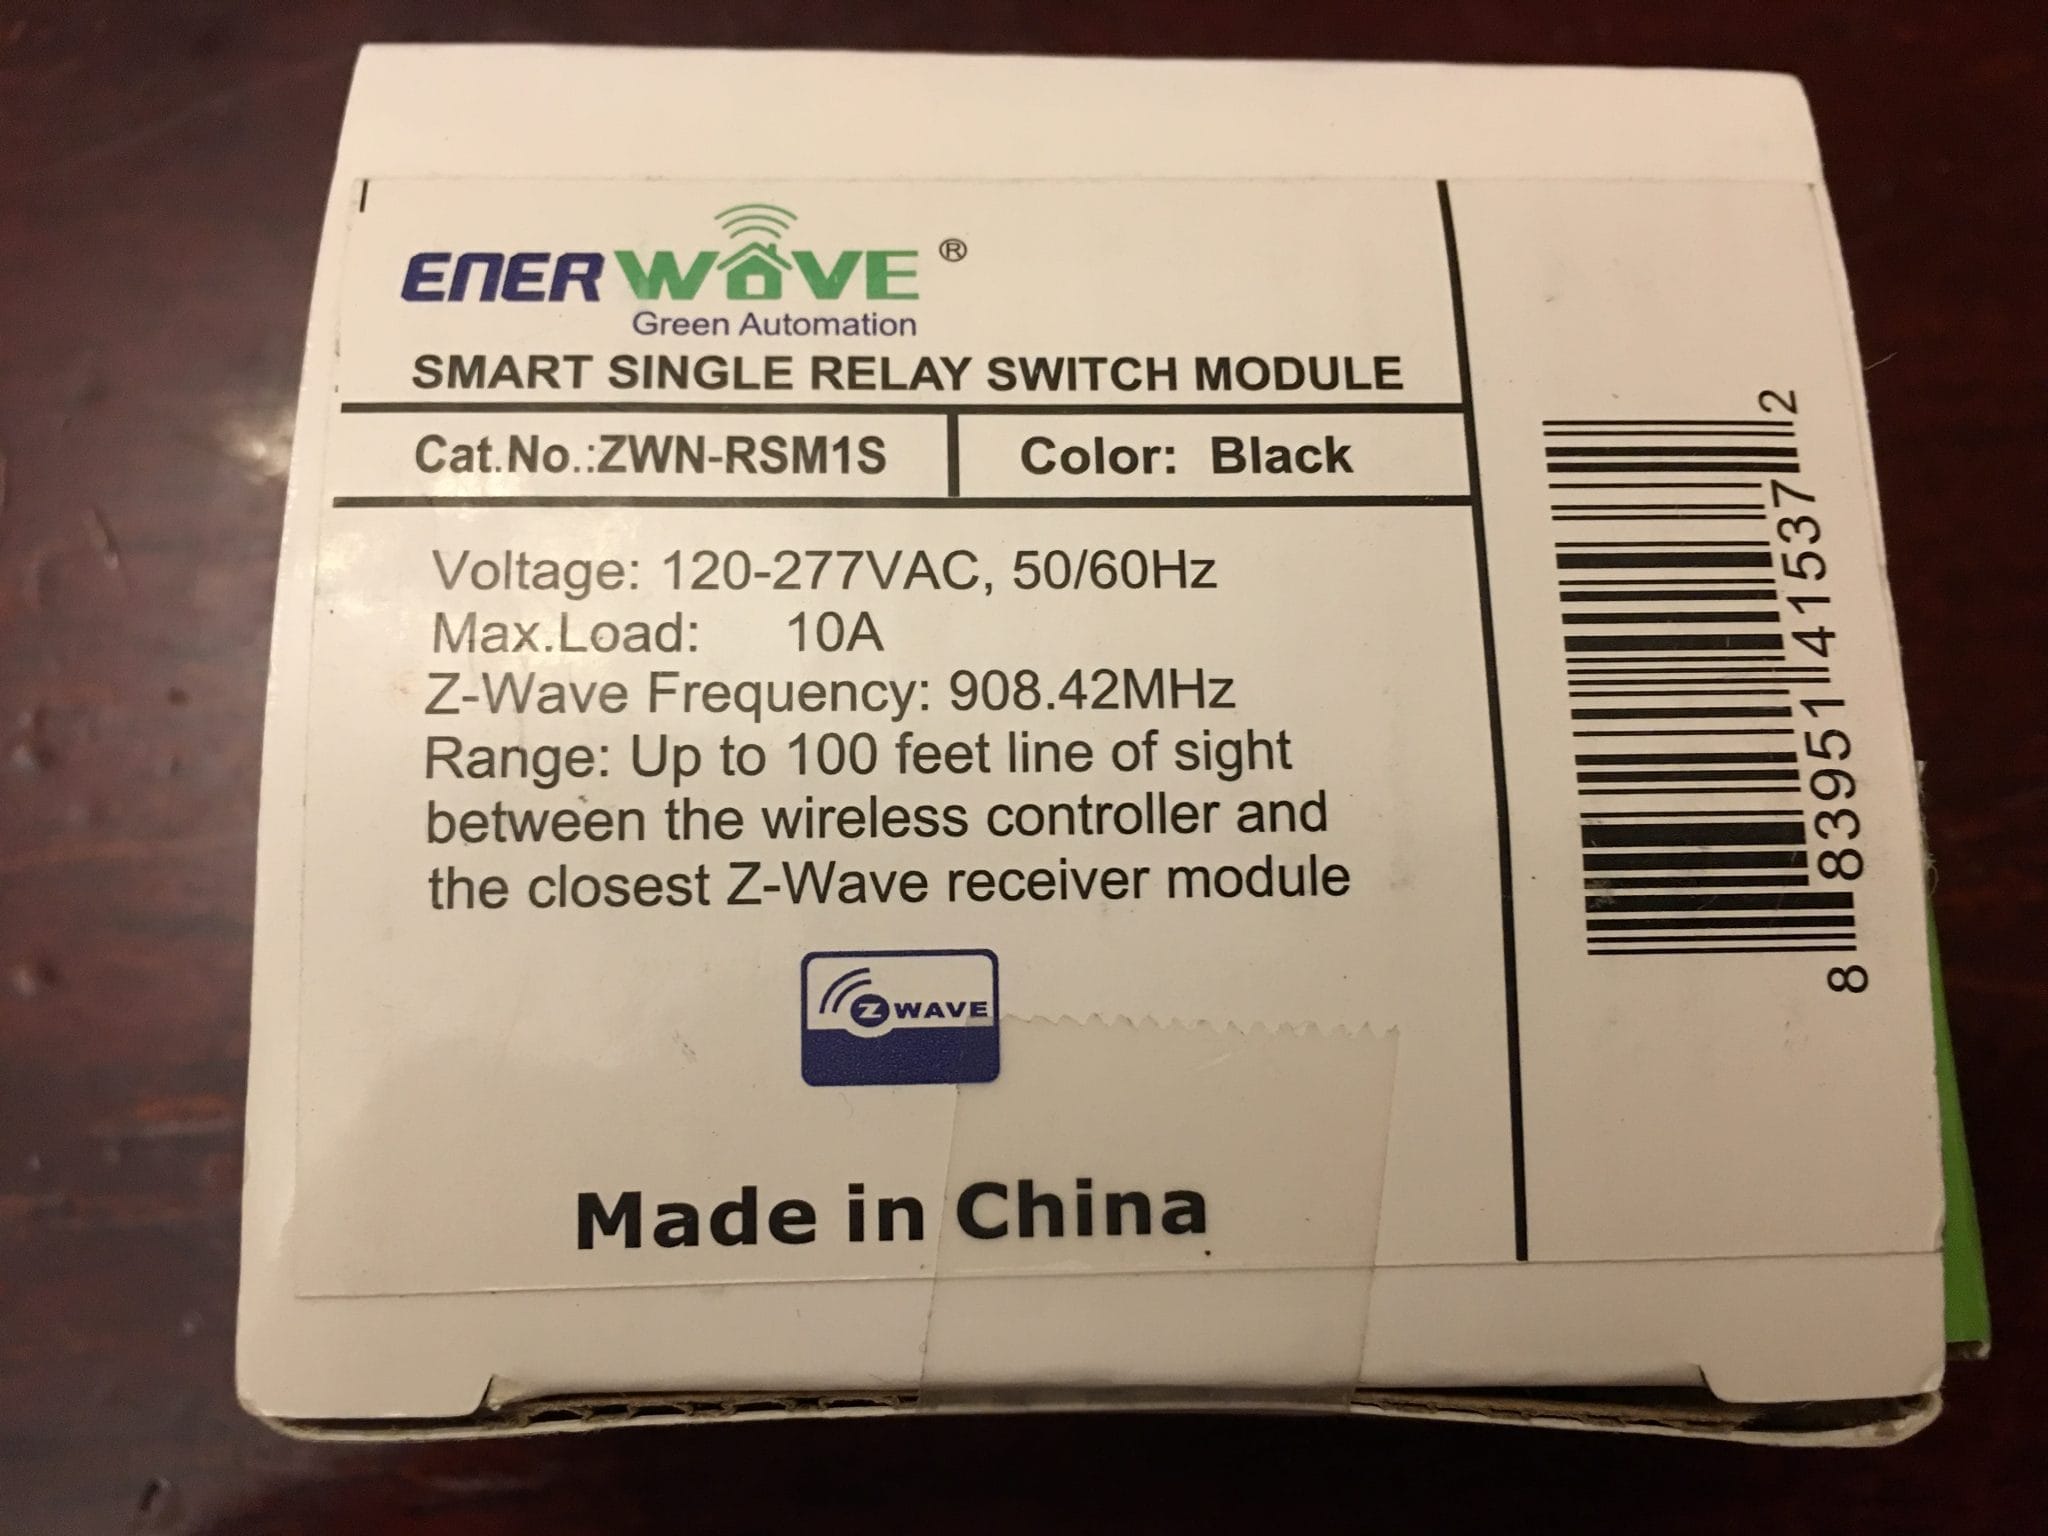 ENERWAVE ®
Green Automation
SMART SINGLE RELAY SWITCH MODULE
Cat.No.:ZWN-RSM1S
Color: Black
Voltage: 120-277VAC, 50/60Hz
Max.Load: 10A
Z-Wave Frequency: 908.42MHz
Range: Up to 100 feet line of sight
between the wireless controller and
the closest Z-Wave receiver module
Z WAVE
Made in China
8 83951 41537 2